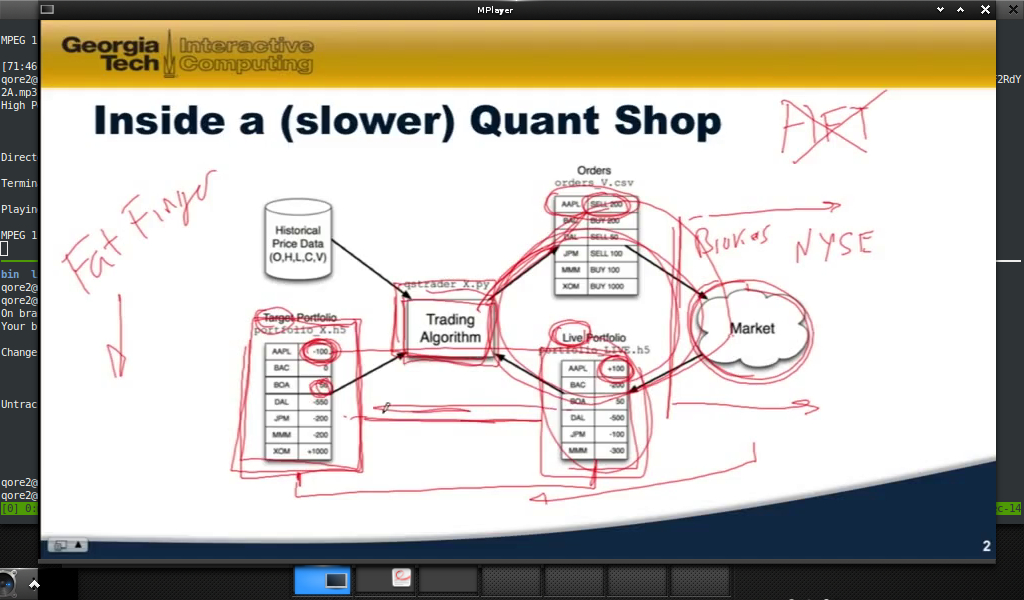 MPlayer
MPEG 1
[71:46
qore2@
2A.mp3
High P
Direct
Termin
Playin
MPEG 1
bin l
qore2@
qore2@
On bra
Your b
Change
Untrac
qore2@
qore2@
[0] 0:
2RdY
ec-14
Georgia Tech
Interactive Computing
Inside a (slower) Quant Shop
HFT
Fat Finger
Historical
Price Data
(O,H,L,C,V)
Orders
orders_V.csv
AAPL SELL 200
BAC BUY 200
DAL SELL 50
JPM SELL 100
MMM BUY 100
XOM BUY 1000
NYSE
qstrader_X.py
Trading
Algorithm
Market
Target Portfolio
portfolio_X.h5
AAPL -100
BAC 0
BOA 50
DAL -550
JPM -200
MMM -200
XOM +1000
Live Portfolio
portfolio_LIVE.h5
AAPL +100
BAC -200
BOA 50
DAL -500
JPM -100
MMM -300
2